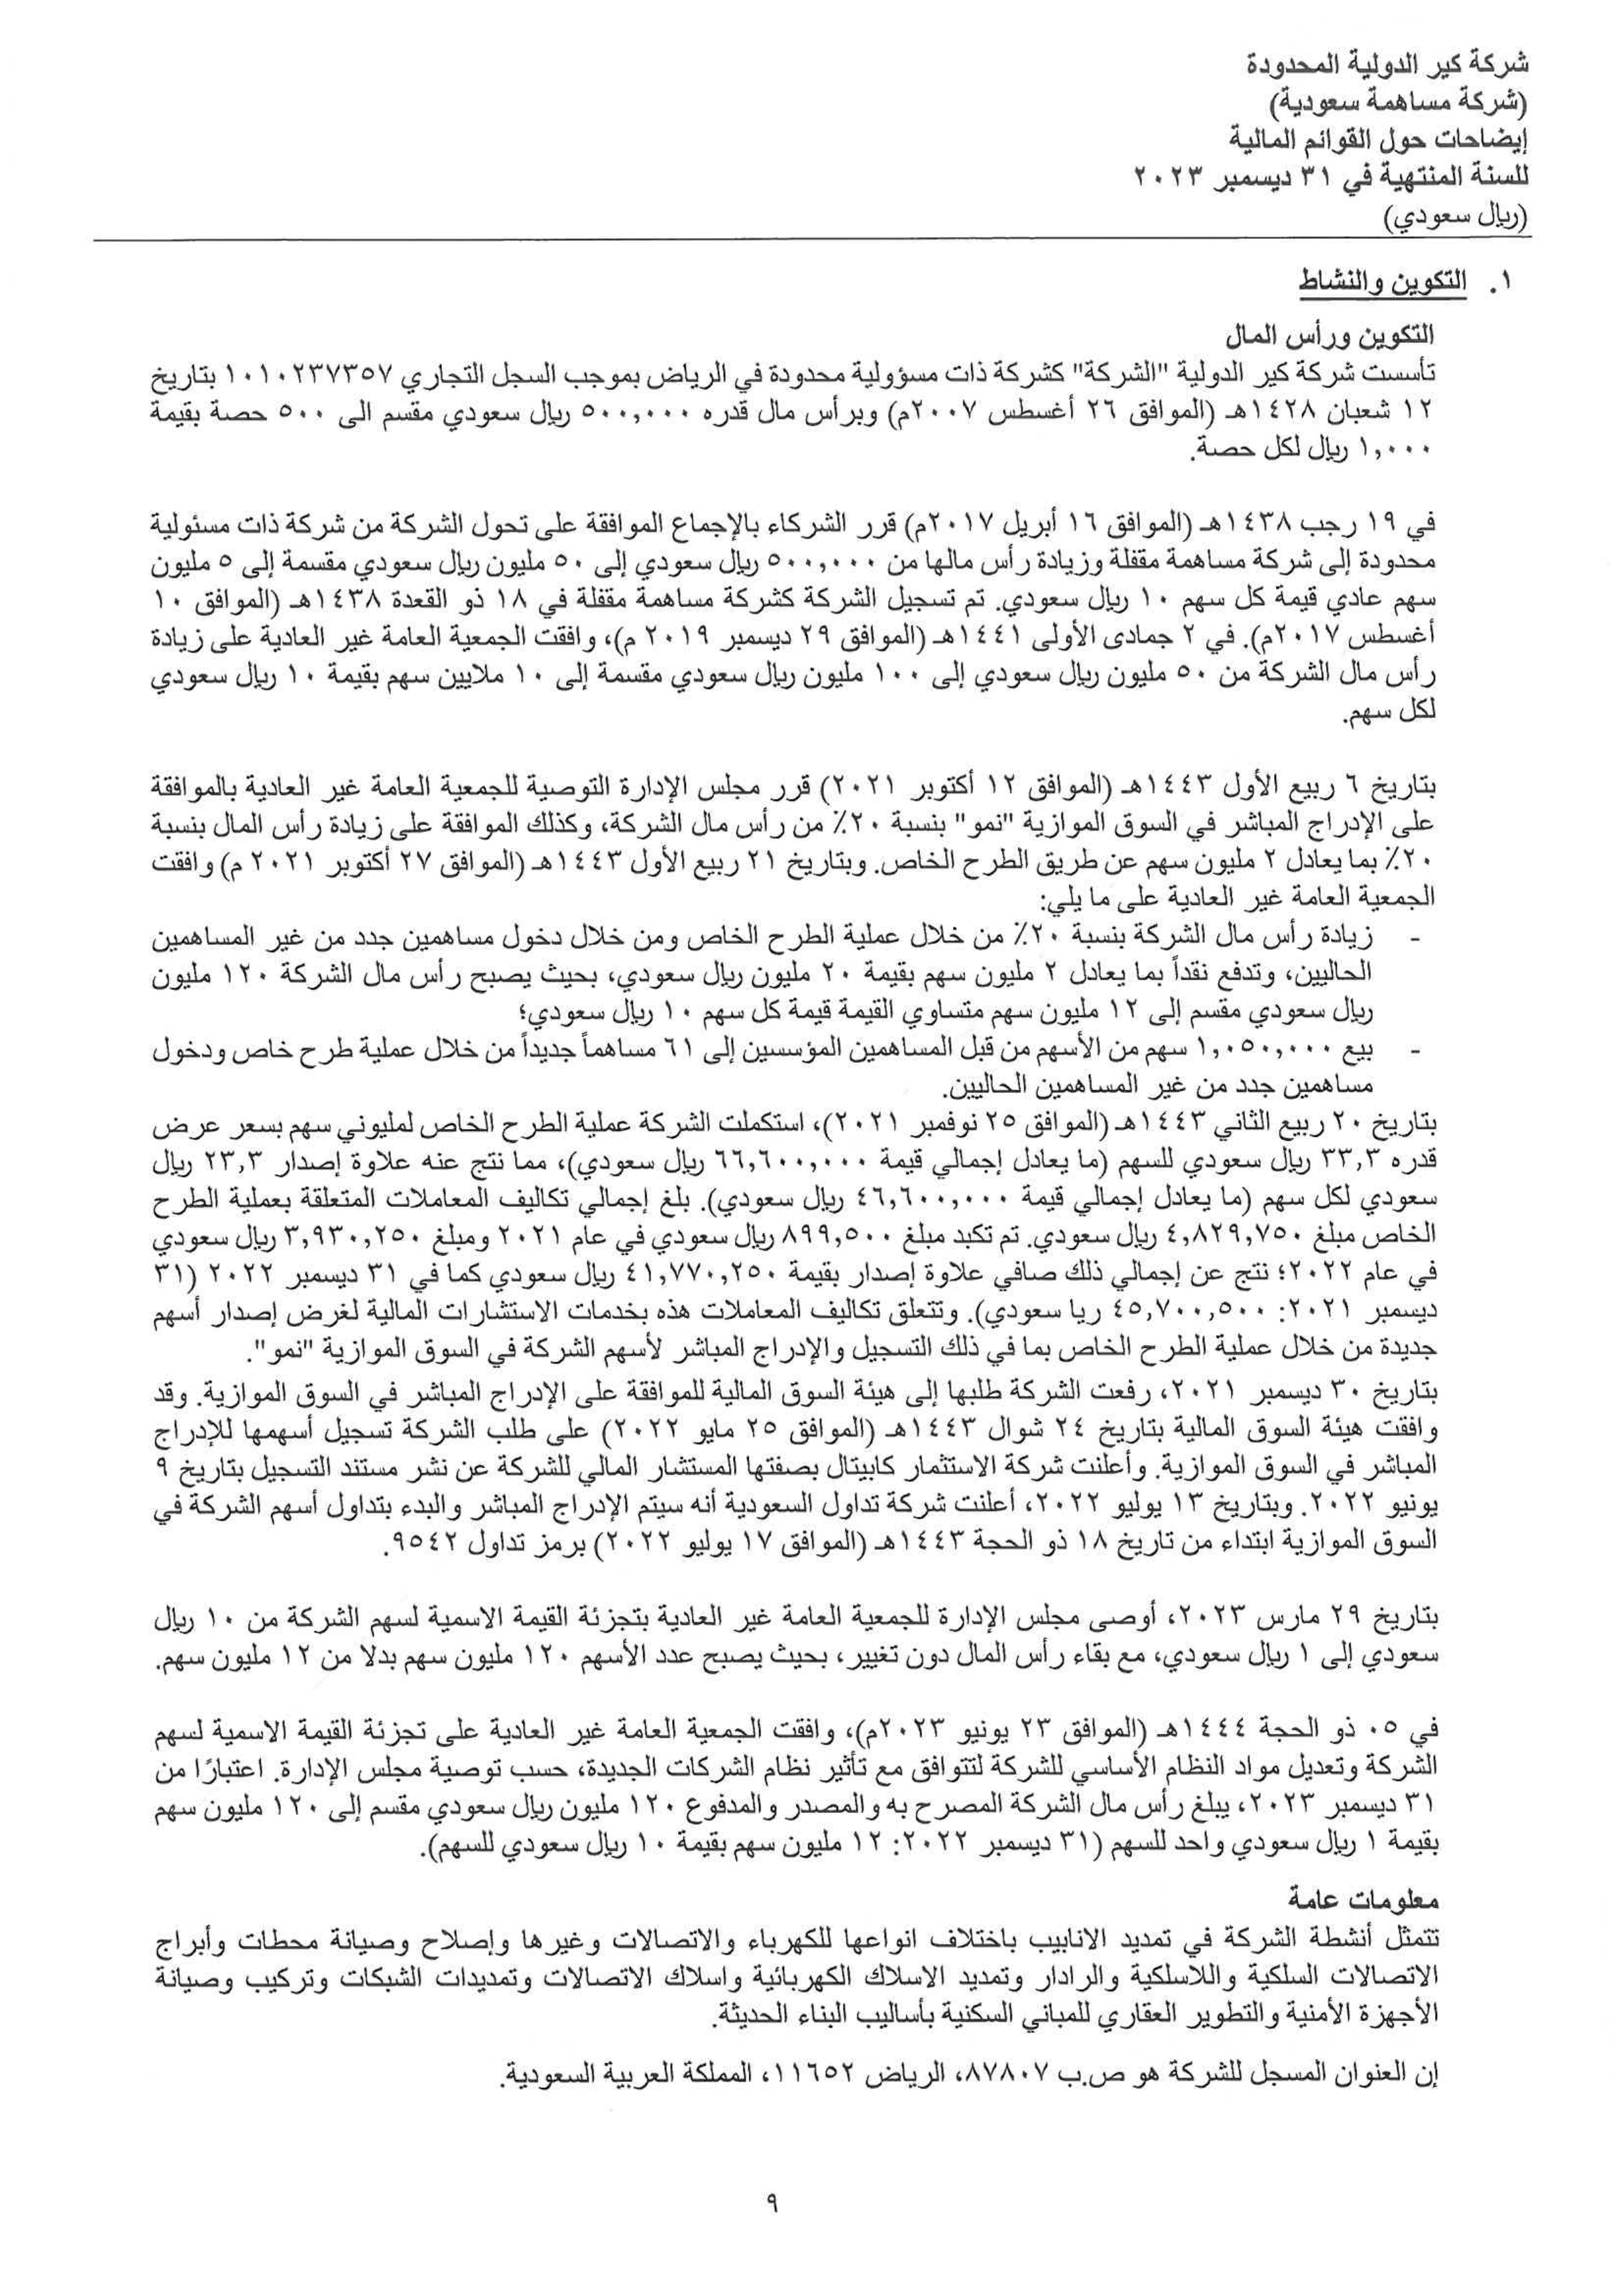 شركة كير الدولية المحدودة
(شركة مساهمة سعودية)
إيضاحات حول القوائم المالية
للسنة المنتهية في ٣١ ديسمبر ٢٠٢٣
(ريال سعودي)
١. التكوين والنشاط
التكوين ورأس المال
تأسست شركة كير الدولية "الشركة" كشركة ذات مسؤولية محدودة في الرياض بموجب السجل التجاري ١٠١٠٢٣٧٣٥٧ بتاريخ
١٢ شعبان ١٤٢٨هـ (الموافق ٢٦ أغسطس ٢٠٠٧م) وبرأس مال قدره ٥٠٠,٠٠٠ ريال سعودي مقسم الى ٥٠٠ حصة بقيمة
١,٠٠٠ ريال لكل حصة.
في ١٩ رجب ١٤٣٨هـ (الموافق ١٦ أبريل ٢٠١٧م) قرر الشركاء بالإجماع الموافقة على تحول الشركة من شركة ذات مسئولية
محدودة إلى شركة مساهمة مقفلة وزيادة رأس مالها من ٥٠٠,٠٠٠ ريال سعودي إلى ٥٠ مليون ريال سعودي مقسمة إلى ٥ مليون
سهم عادي قيمة كل سهم ١٠ ريال سعودي. تم تسجيل الشركة كشركة مساهمة مقفلة في ١٨ ذو القعدة ١٤٣٨هـ (الموافق ١٠
أغسطس ٢٠١٧م). في ٢ جمادى الأولى ١٤٤١هـ (الموافق ٢٩ ديسمبر ٢٠١٩ م)، وافقت الجمعية العامة غير العادية على زيادة
رأس مال الشركة من ٥٠ مليون ريال سعودي إلى ١٠٠ مليون ريال سعودي مقسمة إلى ١٠ ملايين سهم بقيمة ١٠ ريال سعودي
لكل سهم.
بتاريخ ٦ ربيع الأول ١٤٤٣هـ (الموافق ١٢ أكتوبر ٢٠٢١) قرر مجلس الإدارة التوصية للجمعية العامة غير العادية بالموافقة
على الإدراج المباشر في السوق الموازية "نمو" بنسبة ٢٠٪ من رأس مال الشركة، وكذلك الموافقة على زيادة رأس المال بنسبة
٢٠٪ بما يعادل ٢ مليون سهم عن طريق الطرح الخاص. وبتاريخ ٢١ ربيع الأول ١٤٤٣هـ (الموافق ٢٧ أكتوبر ٢٠٢١ م) وافقت
الجمعية العامة غير العادية على ما يلي:
- زيادة رأس مال الشركة بنسبة ٢٠٪ من خلال عملية الطرح الخاص ومن خلال دخول مساهمين جدد من غير المساهمين
الحاليين، وتدفع نقداً بما يعادل ٢ مليون سهم بقيمة ٢٠ مليون ريال سعودي، بحيث يصبح رأس مال الشركة ١٢٠ مليون
ريال سعودي مقسم إلى ١٢ مليون سهم متساوي القيمة قيمة كل سهم ١٠ ريال سعودي؛
- بيع ١,٠٥٠,٠٠٠ سهم من الأسهم من قبل المساهمين المؤسسين إلى ٦١ مساهماً جديداً من خلال عملية طرح خاص ودخول
مساهمين جدد من غير المساهمين الحاليين.
بتاريخ ٢٠ ربيع الثاني ١٤٤٣هـ (الموافق ٢٥ نوفمبر ٢٠٢١)، استكملت الشركة عملية الطرح الخاص لمليوني سهم بسعر عرض
قدره ٣٣,٣ ريال سعودي للسهم (ما يعادل إجمالي قيمة ٦٦,٦٠٠,٠٠٠ ريال سعودي)، مما نتج عنه علاوة إصدار ٢٣,٣ ريال
سعودي لكل سهم (ما يعادل إجمالي قيمة ٤٦,٦٠٠,٠٠٠ ريال سعودي). بلغ إجمالي تكاليف المعاملات المتعلقة بعملية الطرح
الخاص مبلغ ٤,٨٢٩,٧٥٠ ريال سعودي. تم تكبد مبلغ ٨٩٩,٥٠٠ ريال سعودي في عام ٢٠٢١ ومبلغ ٣,٩٣٠,٢٥٠ ريال سعودي
في عام ٢٠٢٢؛ نتج عن إجمالي ذلك صافي علاوة إصدار بقيمة ٤١,٧٧٠,٢٥٠ ريال سعودي كما في ٣١ ديسمبر ٢٠٢٢ (٣١
ديسمبر ٢٠٢١: ٤٥,٧٠٠,٥٠٠ ريا سعودي). وتتعلق تكاليف المعاملات هذه بخدمات الاستشارات المالية لغرض إصدار أسهم
جديدة من خلال عملية الطرح الخاص بما في ذلك التسجيل والإدراج المباشر لأسهم الشركة في السوق الموازية "نمو".
بتاريخ ٣٠ ديسمبر ٢٠٢١، رفعت الشركة طلبها إلى هيئة السوق المالية للموافقة على الإدراج المباشر في السوق الموازية. وقد
وافقت هيئة السوق المالية بتاريخ ٢٤ شوال ١٤٤٣هـ (الموافق ٢٥ مايو ٢٠٢٢) على طلب الشركة تسجيل أسهمها للإدراج
المباشر في السوق الموازية. وأعلنت شركة الاستثمار كابيتال بصفتها المستشار المالي للشركة عن نشر مستند التسجيل بتاريخ ٩
يونيو ٢٠٢٢. وبتاريخ ١٣ يوليو ٢٠٢٢، أعلنت شركة تداول السعودية أنه سيتم الإدراج المباشر والبدء بتداول أسهم الشركة في
السوق الموازية ابتداء من تاريخ ١٨ ذو الحجة ١٤٤٣هـ (الموافق ١٧ يوليو ٢٠٢٢) برمز تداول ٩٥٤٢.
بتاريخ ٢٩ مارس ٢٠٢٣، أوصى مجلس الإدارة للجمعية العامة غير العادية بتجزئة القيمة الاسمية لسهم الشركة من ١٠ ريال
سعودي إلى ١ ريال سعودي، مع بقاء رأس المال دون تغيير، بحيث يصبح عدد الأسهم ١٢٠ مليون سهم بدلا من ١٢ مليون سهم.
في ٠٥ ذو الحجة ١٤٤٤هـ (الموافق ٢٣ يونيو ٢٠٢٣م)، وافقت الجمعية العامة غير العادية على تجزئة القيمة الاسمية لسهم
الشركة وتعديل مواد النظام الأساسي للشركة لتتوافق مع تأثير نظام الشركات الجديدة، حسب توصية مجلس الإدارة. اعتبارًا من
٣١ ديسمبر ٢٠٢٣، يبلغ رأس مال الشركة المصرح به والمصدر والمدفوع ١٢٠ مليون ريال سعودي مقسم إلى ١٢٠ مليون سهم
بقيمة ١ ريال سعودي واحد للسهم (٣١ ديسمبر ٢٠٢٢: ١٢ مليون سهم بقيمة ١٠ ريال سعودي للسهم).
معلومات عامة
تتمثل أنشطة الشركة في تمديد الانابيب باختلاف انواعها للكهرباء والاتصالات وغيرها وإصلاح وصيانة محطات وأبراج
الاتصالات السلكية واللاسلكية والرادار وتمديد الاسلاك الكهربائية واسلاك الاتصالات وتمديدات الشبكات وتركيب وصيانة
الأجهزة الأمنية والتطوير العقاري للمباني السكنية بأساليب البناء الحديثة.
إن العنوان المسجل للشركة هو ص.ب ٨٧٨٠٧، الرياض ١١٦٥٢، المملكة العربية السعودية.
٩